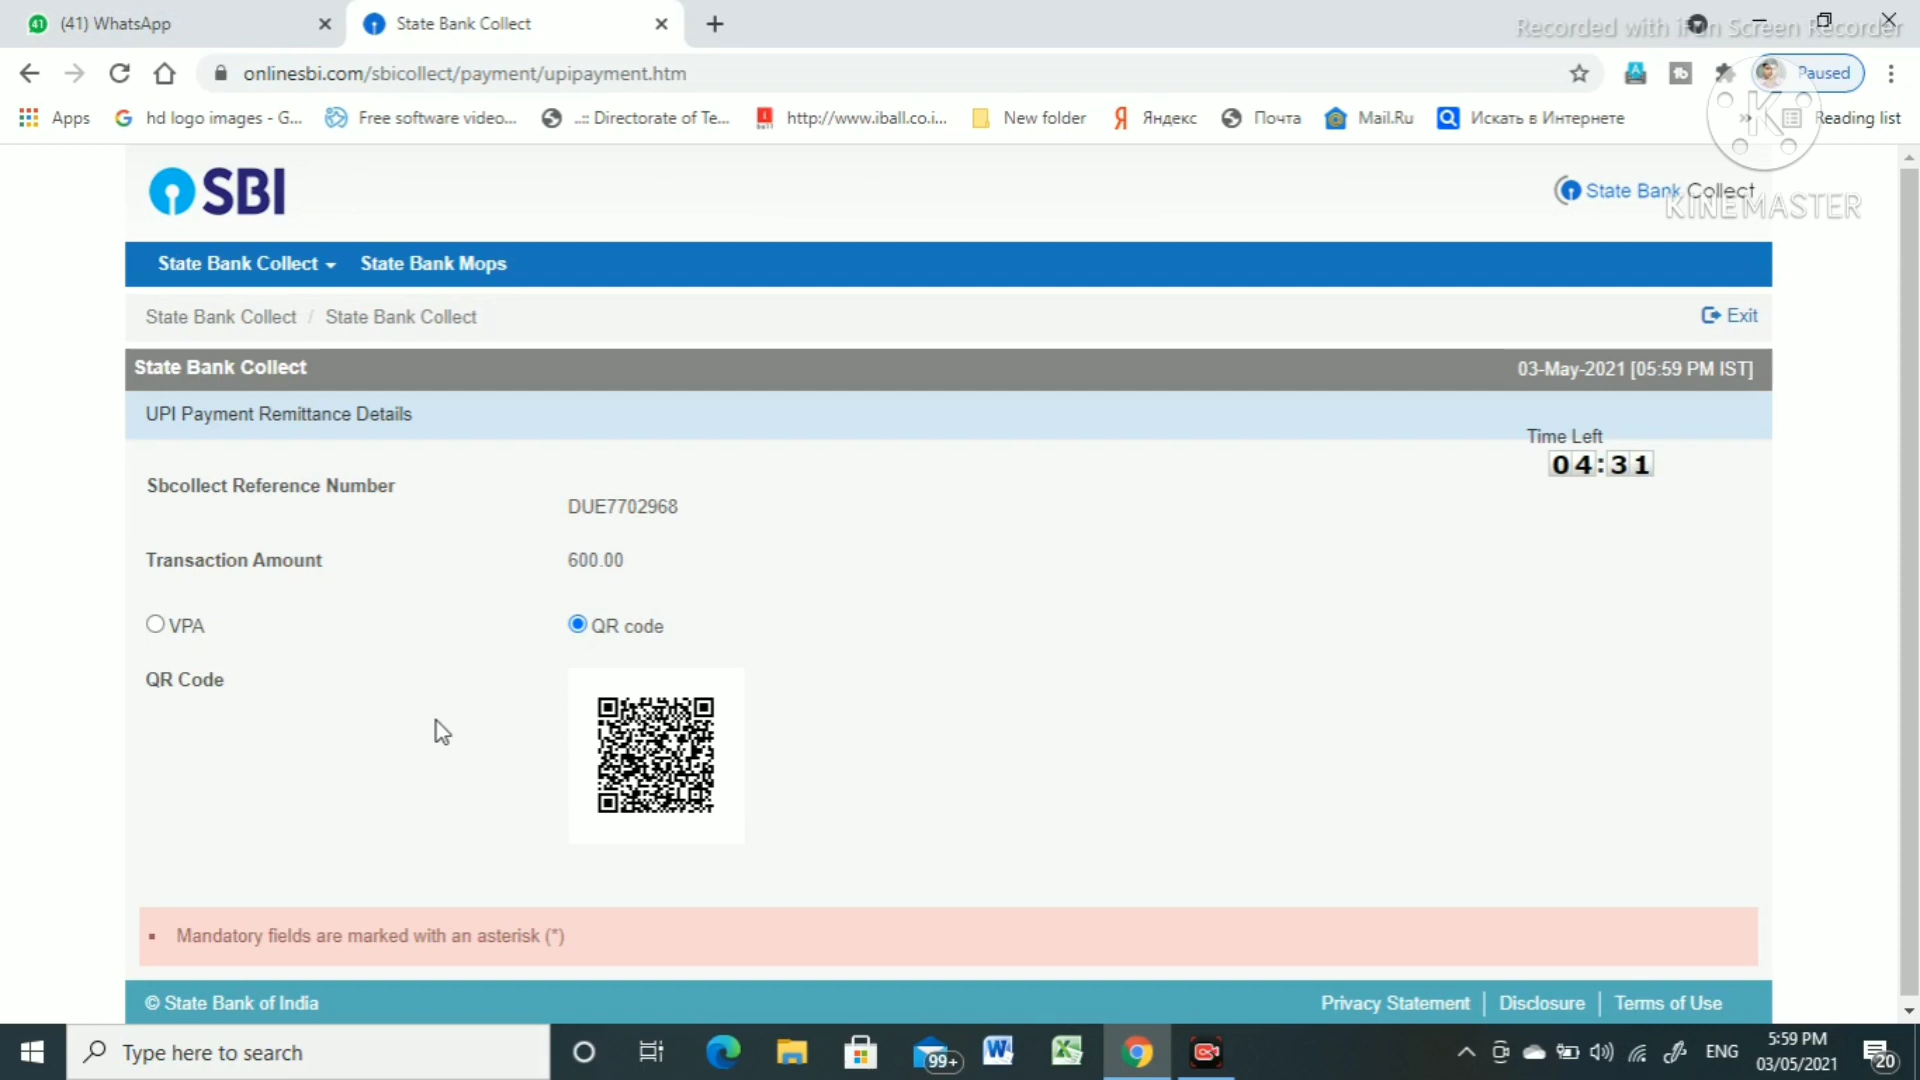 (41) WhatsApp
State Bank Collect
Recorded with iFun Screen Recorder
onlinesbi.com/sbicollect/payment/upipayment.htm
Paused
Apps
hd logo images - G...
Free software video...
..:: Directorate of Te...
http://www.iball.co.i...
New folder
Яндекс
Почта
Mail.Ru
Искать в Интернете
Reading list
SBI
State Bank Collect
KINEMASTER
State Bank Collect
State Bank Mops
State Bank Collect / State Bank Collect
Exit
State Bank Collect
03-May-2021 [05:59 PM IST]
UPI Payment Remittance Details
Time Left
04:31
Sbcollect Reference Number
DUE7702968
Transaction Amount
600.00
VPA
QR code
QR Code
Mandatory fields are marked with an asterisk (*)
© State Bank of India
Privacy Statement
Disclosure
Terms of Use
Type here to search
99+
ENG
5:59 PM
03/05/2021
20